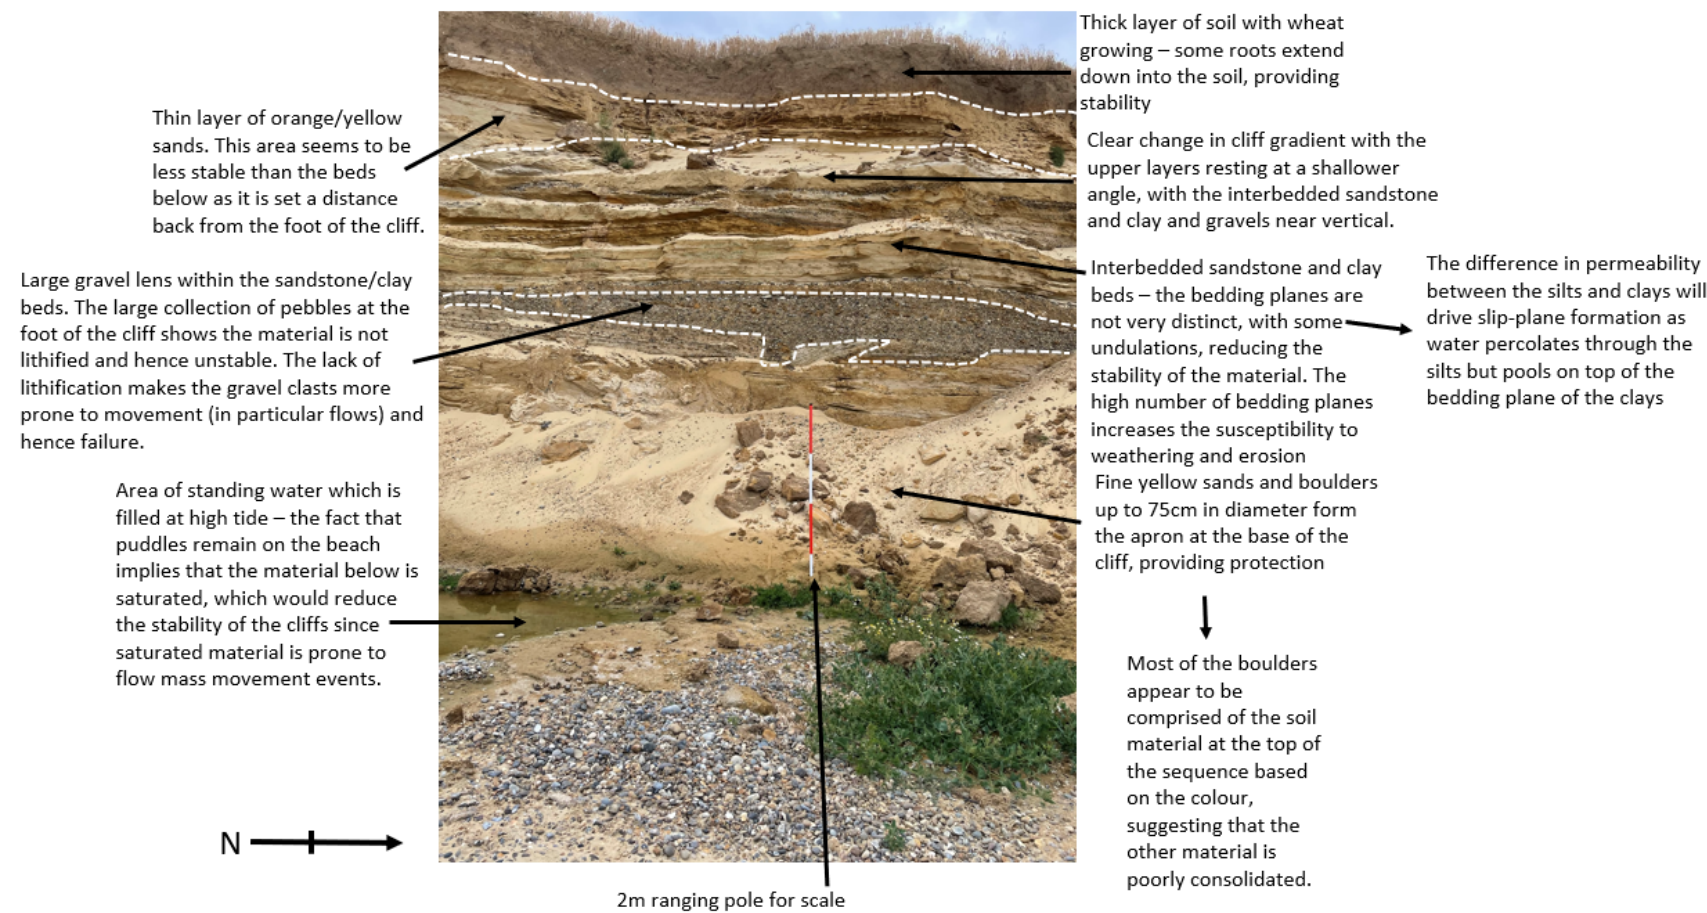 Thick layer of soil with wheat
growing – some roots extend
down into the soil, providing
stability
Thin layer of orange/yellow
sands. This area seems to be
less stable than the beds
below as it is set a distance
back from the foot of the cliff.
Clear change in cliff gradient with the
upper layers resting at a shallower
angle, with the interbedded sandstone
and clay and gravels near vertical.
Large gravel lens within the sandstone/clay
beds. The large collection of pebbles at the
foot of the cliff shows the material is not
lithified and hence unstable. The lack of
lithification makes the gravel clasts more
prone to movement (in particular flows) and
hence failure.
Interbedded sandstone and clay
beds – the bedding planes are
not very distinct, with some
undulations, reducing the
stability of the material. The
high number of bedding planes
increases the susceptibility to
weathering and erosion
The difference in permeability
between the silts and clays will
drive slip-plane formation as
water percolates through the
silts but pools on top of the
bedding plane of the clays
Area of standing water which is
filled at high tide – the fact that
puddles remain on the beach
implies that the material below is
saturated, which would reduce
the stability of the cliffs since
saturated material is prone to
flow mass movement events.
Fine yellow sands and boulders
up to 75cm in diameter form
the apron at the base of the
cliff, providing protection
Most of the boulders
appear to be
comprised of the soil
material at the top of
the sequence based
on the colour,
suggesting that the
other material is
poorly consolidated.
N
2m ranging pole for scale